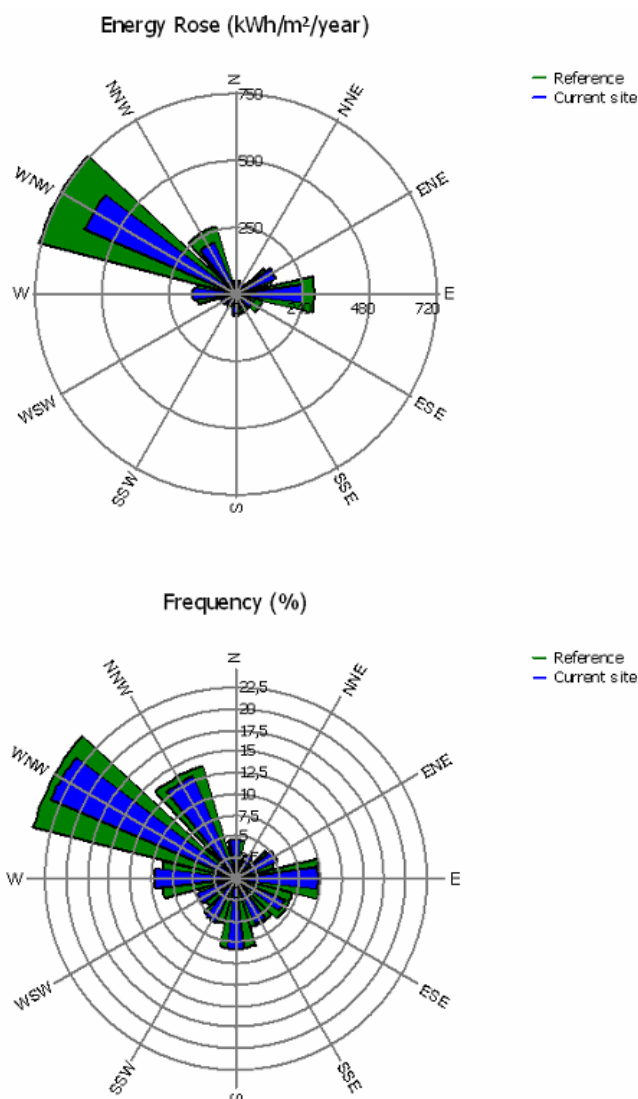 Energy Rose (kWh/m²/year)
Reference
Current site
N
NNE
ENE
E
ESE
SSE
S
SSW
WSW
W
WNW
NNW
750
500
250
480
720
Frequency (%)
Reference
Current site
N
NNE
ENE
E
ESE
SSE
S
SSW
WSW
W
WNW
NNW
22,5
20
17,5
15
12,5
10
7,5
5